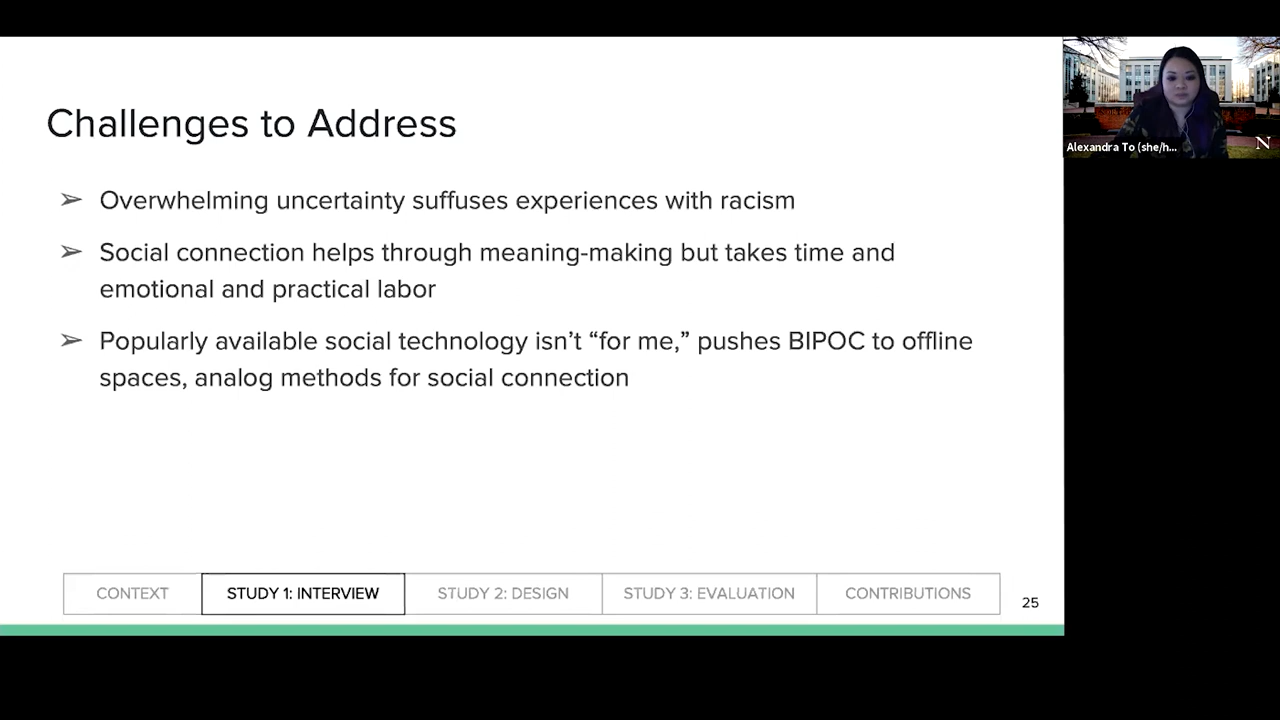 Challenges to Address
➢ Overwhelming uncertainty suffuses experiences with racism
➢ Social connection helps through meaning-making but takes time and
emotional and practical labor
➢ Popularly available social technology isn’t “for me,” pushes BIPOC to offline
spaces, analog methods for social connection
CONTEXT
STUDY 1: INTERVIEW
STUDY 2: DESIGN
STUDY 3: EVALUATION
CONTRIBUTIONS
25
Alexandra To (she/h...
N